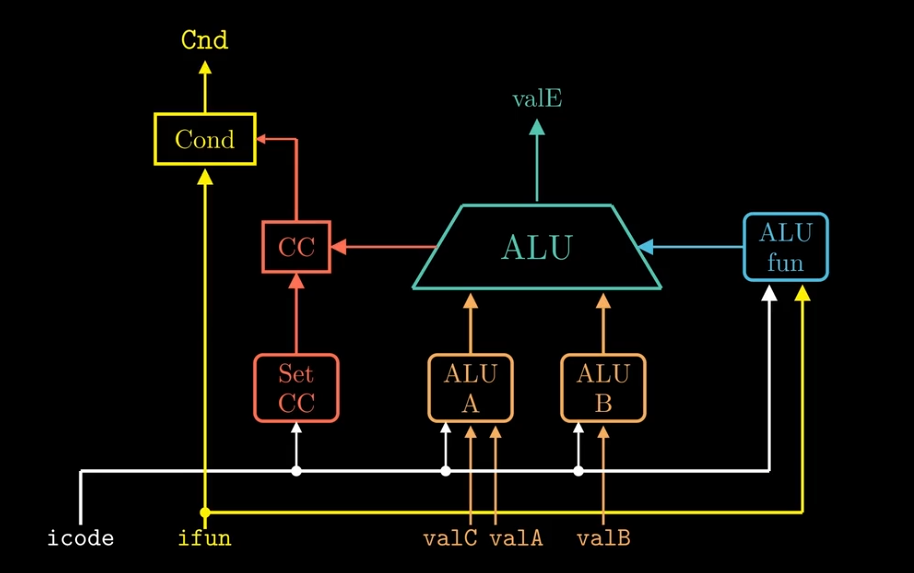 Cnd
valE
Cond
CC
ALU
ALU
fun
Set
CC
ALU
A
ALU
B
icode
ifun
valC
valA
valB